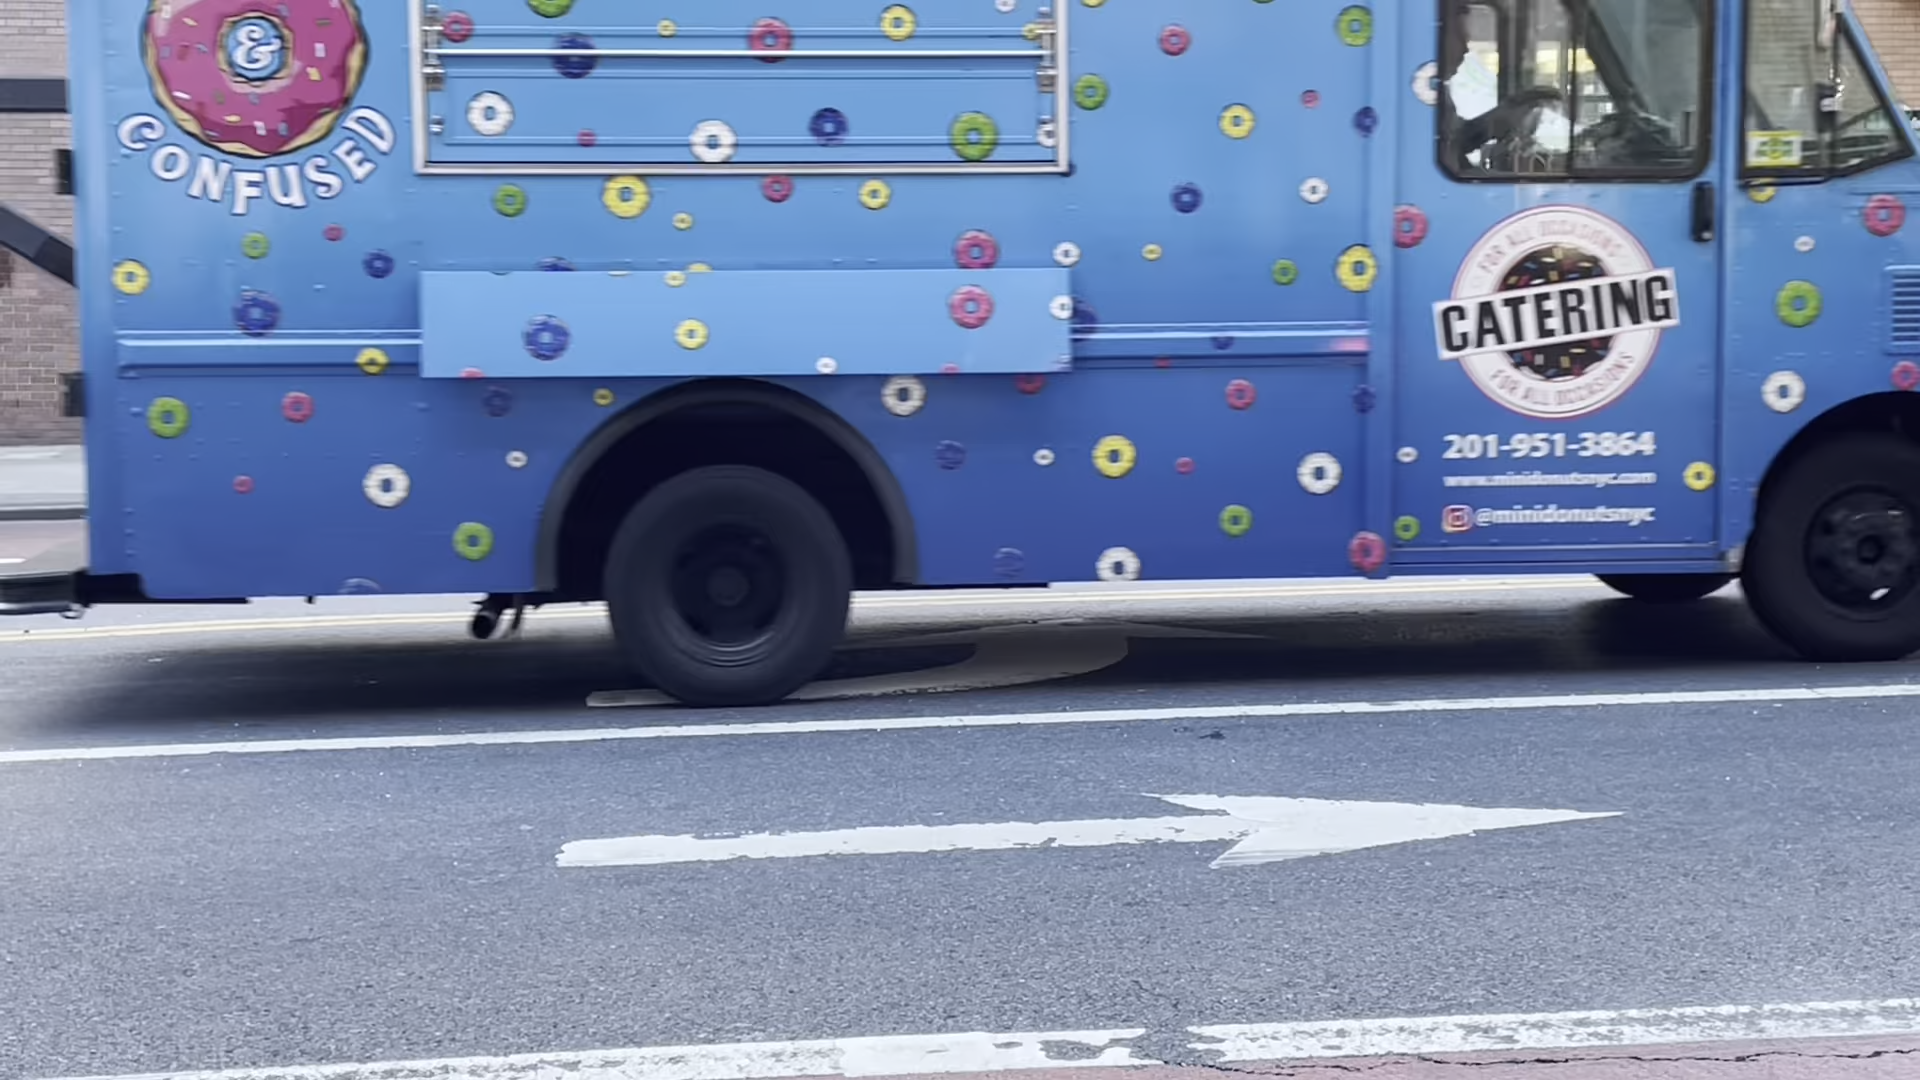 &
CONFUSED
FOR ALL OCCASIONS
CATERING
FOR ALL OCCASIONS
201-951-3864
www.minidonutsnyc.com
@minidonutsnyc